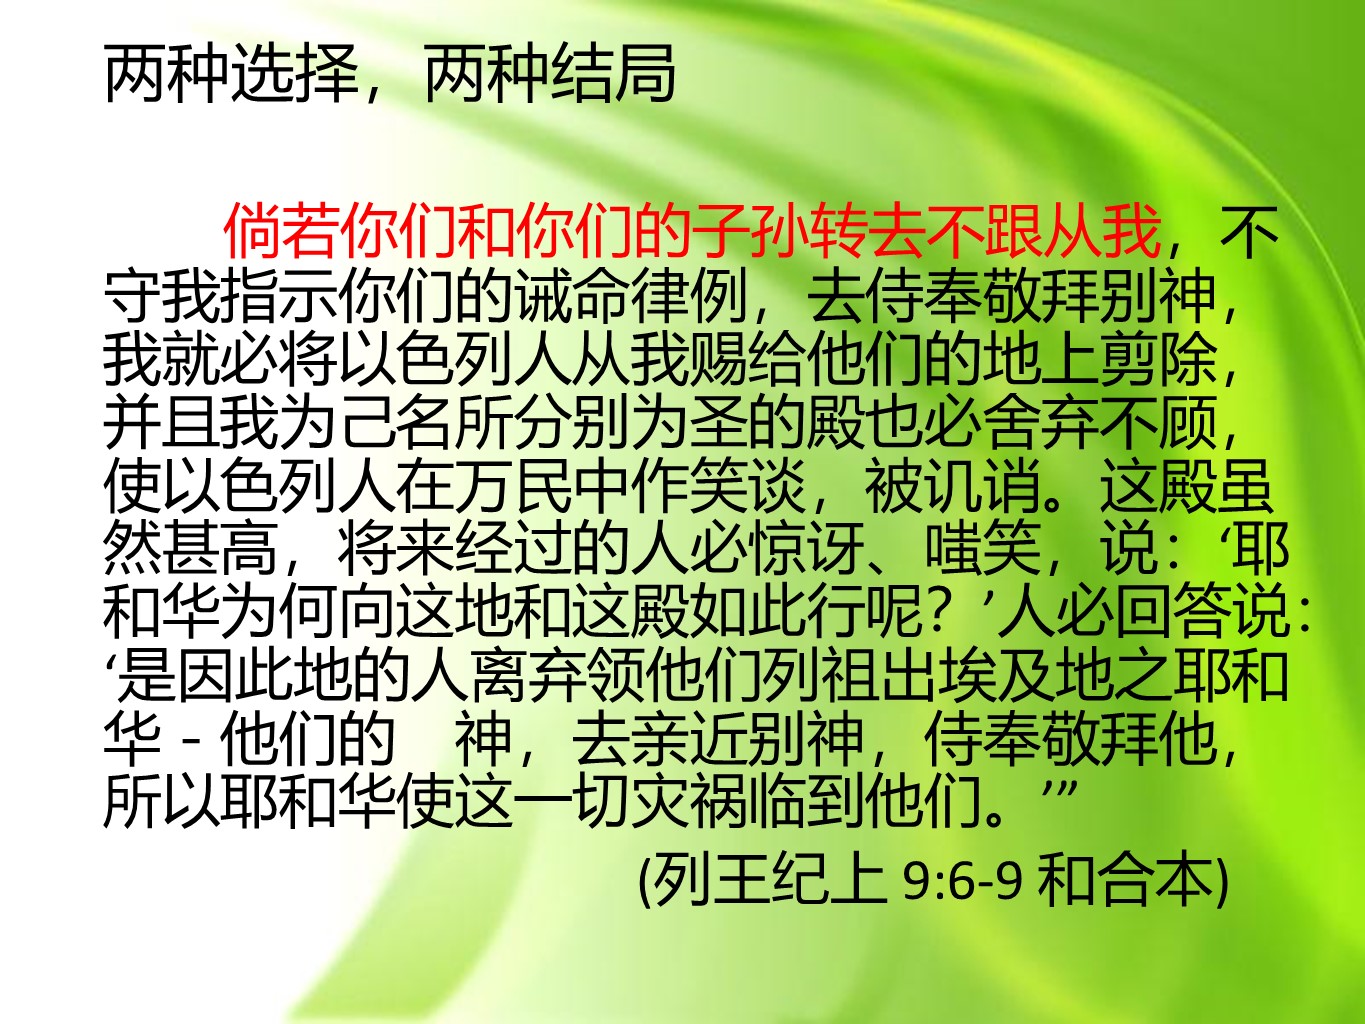 两种选择，两种结局
倘若你们和你们的子孙转去不跟从我，不
守我指示你们的诫命律例，去侍奉敬拜别神，
我就必将以色列人从我赐给他们的地上剪除，
并且我为己名所分别为圣的殿也必舍弃不顾，
使以色列人在万民中作笑谈，被讥诮。这殿虽
然甚高，将来经过的人必惊讶、嗤笑，说：‘耶
和华为何向这地和这殿如此行呢？’人必回答说：
‘是因此地的人离弃领他们列祖出埃及地之耶和
华－他们的　神，去亲近别神，侍奉敬拜他，
所以耶和华使这一切灾祸临到他们。’”
(列王纪上 9:6-9 和合本)